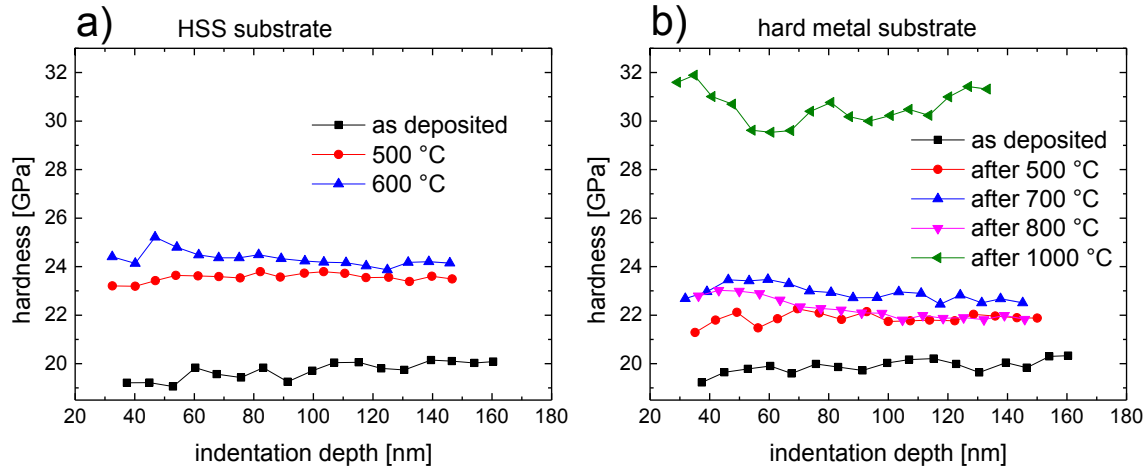 a)
HSS substrate
as deposited
500 °C
600 °C
hardness [GPa]
32
30
28
26
24
22
20
20 40 60 80 100 120 140 160 180
indentation depth [nm]
b)
hard metal substrate
as deposited
after 500 °C
after 700 °C
after 800 °C
after 1000 °C
hardness [GPa]
32
30
28
26
24
22
20
20 40 60 80 100 120 140 160 180
indentation depth [nm]